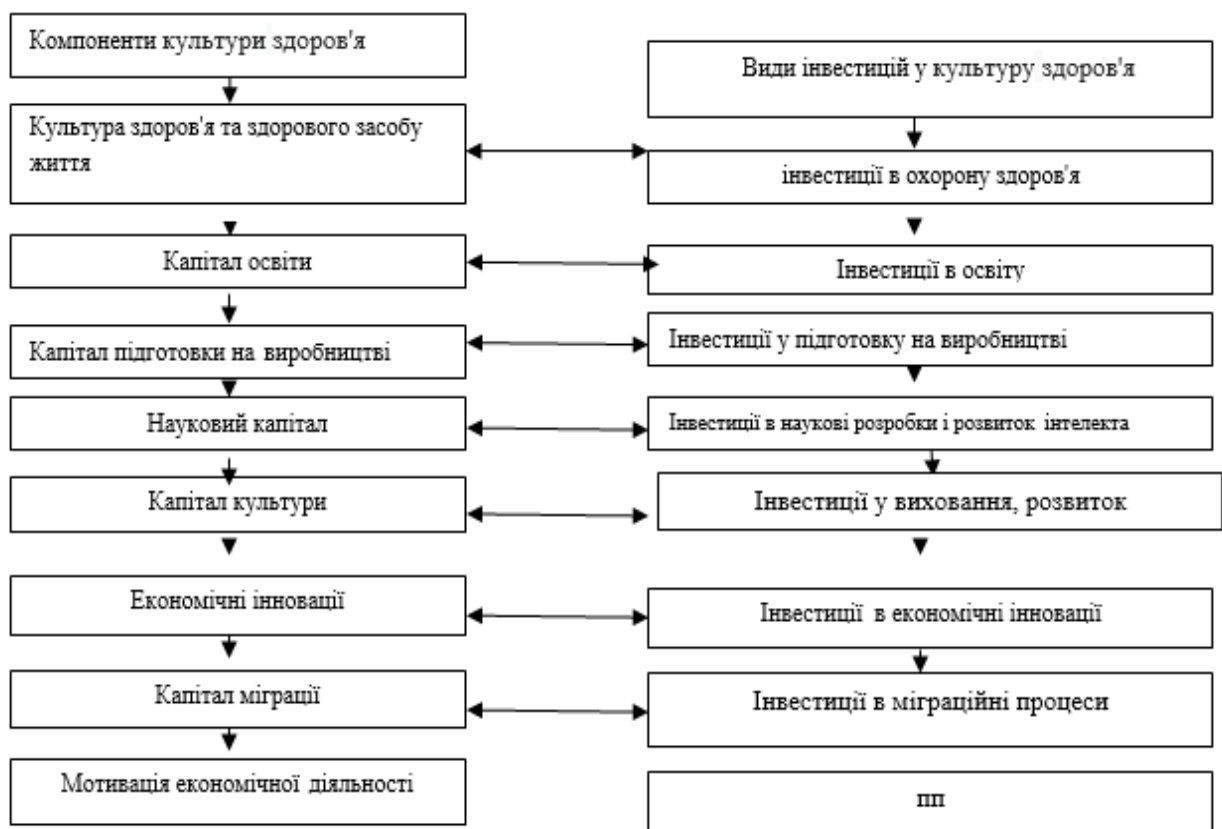 Компоненти культури здоров'я
Види інвестицій у культуру здоров'я
Культура здоров'я та здорового засобу
життя
інвестиції в охорону здоров'я
Капітал освіти
Інвестиції в освіту
Капітал підготовки на виробництві
Інвестиції у підготовку на виробництві
Науковий капітал
Інвестиції в наукові розробки і розвиток інтелекта
Капітал культури
Інвестиції у виховання, розвиток
Економічні інновації
Інвестиції в економічні інновації
Капітал міграції
Інвестиції в міграційні процеси
Мотивація економічної діяльності
пп